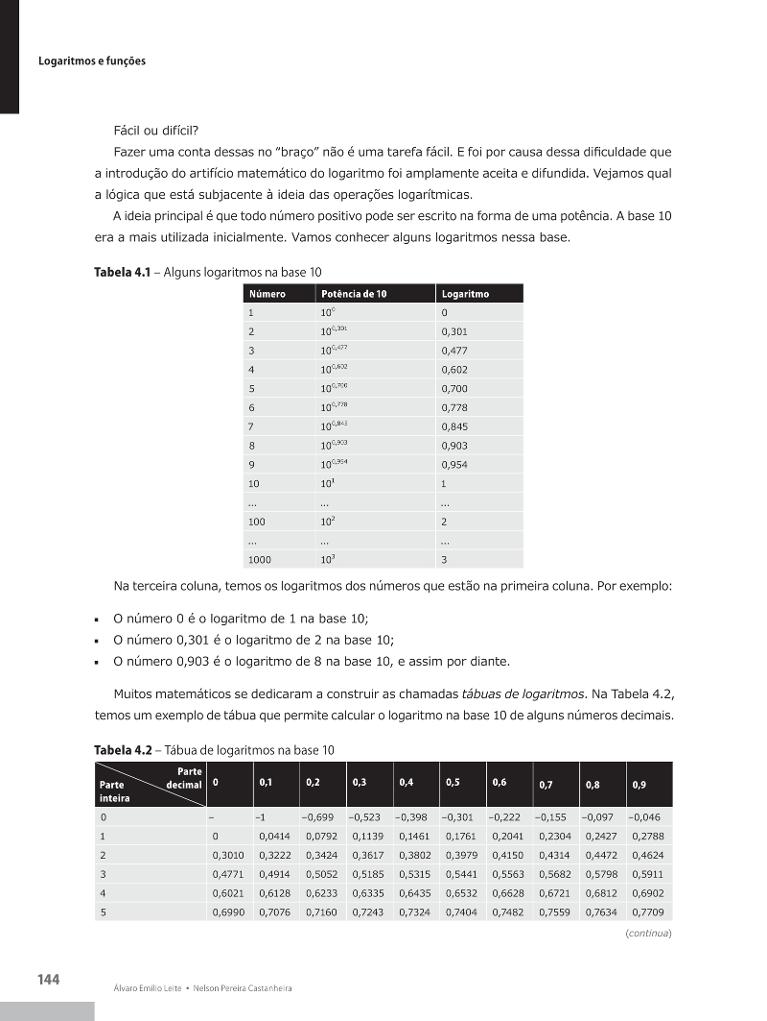 Logaritmos e funções
Fácil ou difícil?
Fazer uma conta dessas no “braço” não é uma tarefa fácil. E foi por causa dessa dificuldade que
a introdução do artifício matemático do logaritmo foi amplamente aceita e difundida. Vejamos qual
a lógica que está subjacente à ideia das operações logarítmicas.
A ideia principal é que todo número positivo pode ser escrito na forma de uma potência. A base 10
era a mais utilizada inicialmente. Vamos conhecer alguns logaritmos nessa base.
Tabela 4.1 – Alguns logaritmos na base 10
Número Potência de 10 Logaritmo
1 10⁰ 0
2 10^0,301 0,301
3 10^0,477 0,477
4 10^0,602 0,602
5 10^0,700 0,700
6 10^0,778 0,778
7 10^0,845 0,845
8 10^0,903 0,903
9 10^0,954 0,954
10 10¹ 1
... ... ...
100 10² 2
... ... ...
1000 10³ 3
Na terceira coluna, temos os logaritmos dos números que estão na primeira coluna. Por exemplo:
▪ O número 0 é o logaritmo de 1 na base 10;
▪ O número 0,301 é o logaritmo de 2 na base 10;
▪ O número 0,903 é o logaritmo de 8 na base 10, e assim por diante.
Muitos matemáticos se dedicaram a construir as chamadas tábuas de logaritmos. Na Tabela 4.2,
temos um exemplo de tábua que permite calcular o logaritmo na base 10 de alguns números decimais.
Tabela 4.2 – Tábua de logaritmos na base 10
Parte inteira Parte decimal 0 0,1 0,2 0,3 0,4 0,5 0,6 0,7 0,8 0,9
0 – –1 –0,699 –0,523 –0,398 –0,301 –0,222 –0,155 –0,097 –0,046
1 0 0,0414 0,0792 0,1139 0,1461 0,1761 0,2041 0,2304 0,2427 0,2788
2 0,3010 0,3222 0,3424 0,3617 0,3802 0,3979 0,4150 0,4314 0,4472 0,4624
3 0,4771 0,4914 0,5052 0,5185 0,5315 0,5441 0,5563 0,5682 0,5798 0,5911
4 0,6021 0,6128 0,6233 0,6335 0,6435 0,6532 0,6628 0,6721 0,6812 0,6902
5 0,6990 0,7076 0,7160 0,7243 0,7324 0,7404 0,7482 0,7559 0,7634 0,7709
(continua)
144
Álvaro Emílio Leite • Nelson Pereira Castanheira